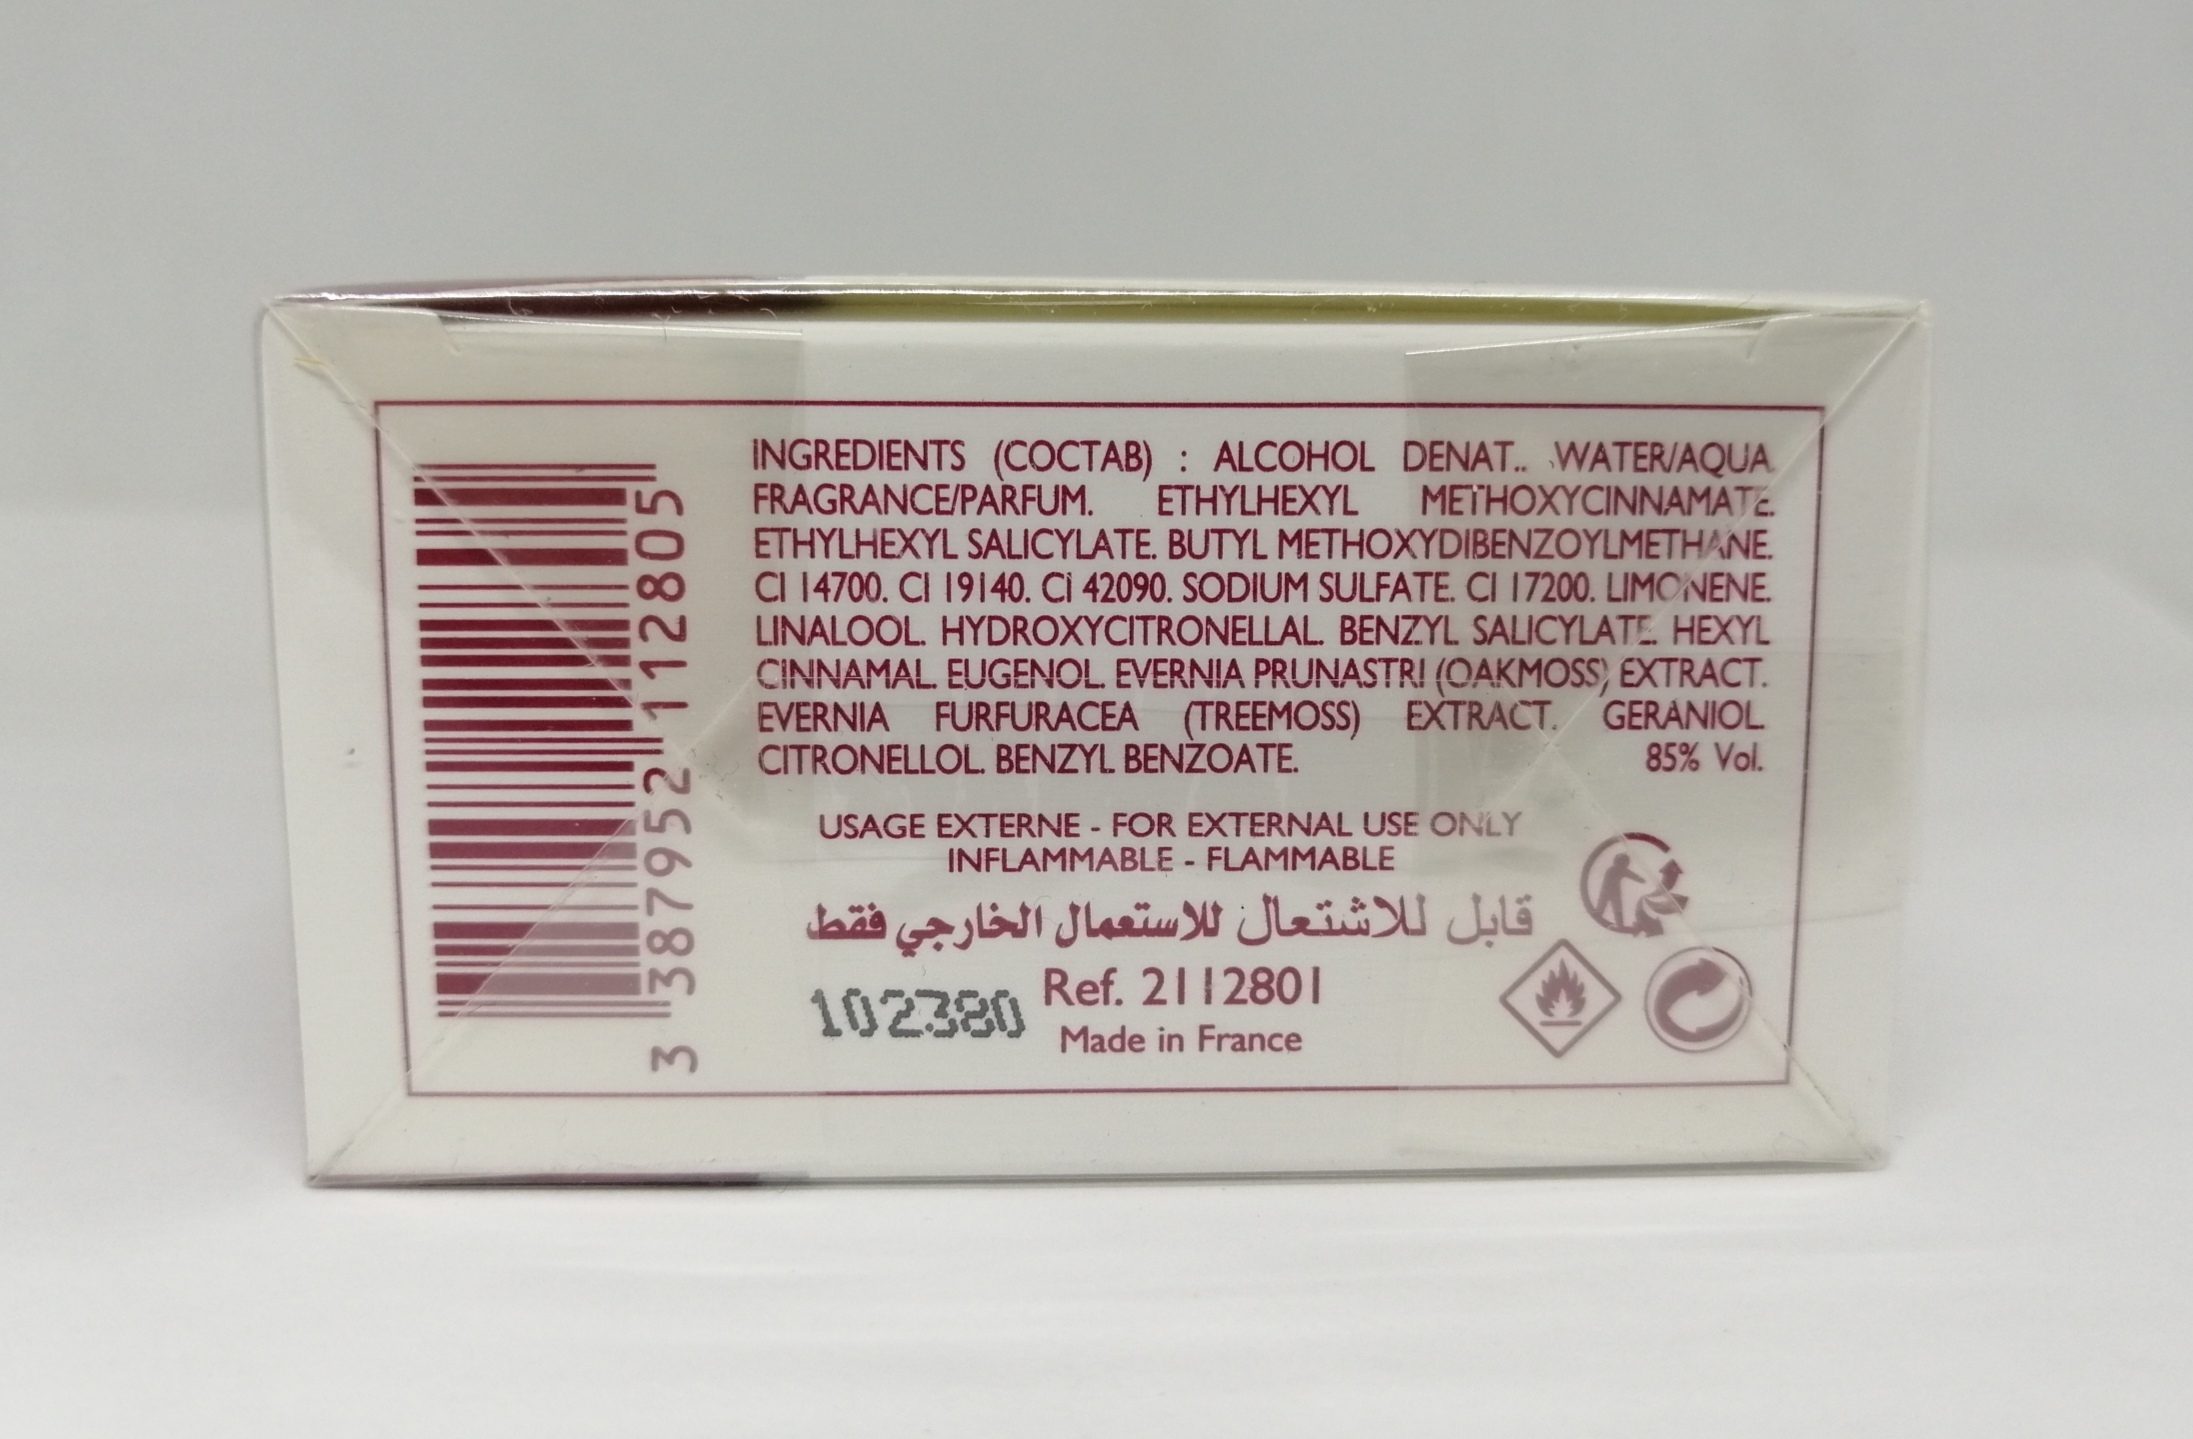 INGREDIENTS (COCTAB) : ALCOHOL DENAT.. WATER/AQUA.
FRAGRANCE/PARFUM. ETHYLHEXYL METHOXYCINNAMATE.
ETHYLHEXYL SALICYLATE. BUTYL METHOXYDIBENZOYLMETHANE.
CI 14700. CI 19140. CI 42090. SODIUM SULFATE. CI 17200. LIMONENE.
LINALOOL. HYDROXYCITRONELLAL. BENZYL SALICYLATE. HEXYL
CINNAMAL. EUGENOL. EVERNIA PRUNASTRI (OAKMOSS) EXTRACT.
EVERNIA FURFURACEA (TREEMOSS) EXTRACT. GERANIOL.
CITRONELLOL. BENZYL BENZOATE. 85% Vol.
USAGE EXTERNE - FOR EXTERNAL USE ONLY
INFLAMMABLE - FLAMMABLE
قابل للاشتعال للاستعمال الخارجي فقط
102380 Ref. 2112801
Made in France
3 387952 112805